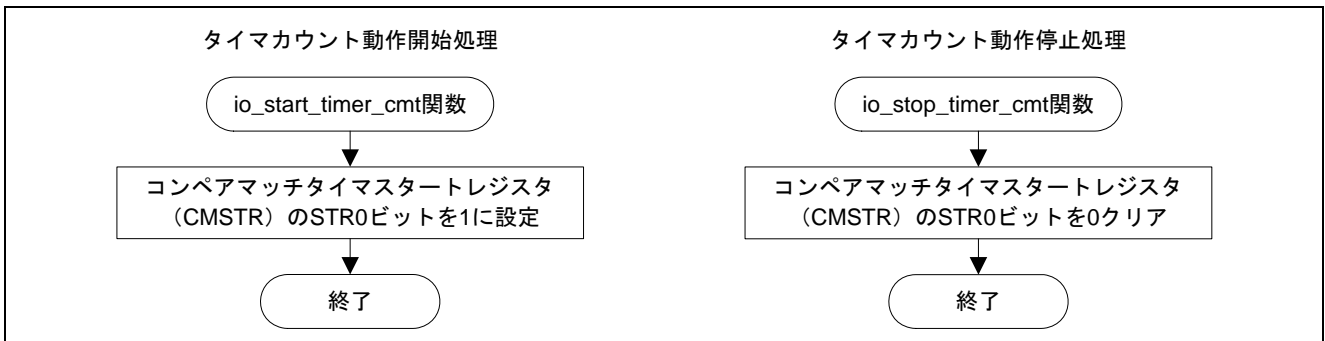 タイマカウント動作開始処理
io_start_timer_cmt関数
コンペアマッチタイマスタートレジスタ
（CMSTR）のSTR0ビットを1に設定
終了
タイマカウント動作停止処理
io_stop_timer_cmt関数
コンペアマッチタイマスタートレジスタ
（CMSTR）のSTR0ビットを0クリア
終了